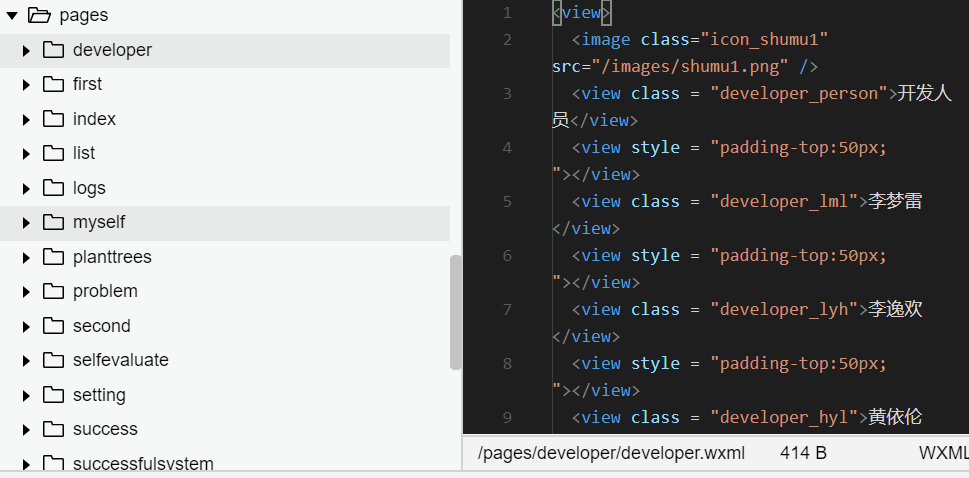 pages
developer
first
index
list
logs
myself
planttrees
problem
second
selfevaluate
setting
success
successfulsystem
1 <view>
2 <image class="icon_shumu1"
src="/images/shumu1.png" />
3 <view class = "developer_person">开发人
员</view>
4 <view style = "padding-top:50px;
"></view>
5 <view class = "developer_lml">李梦雷
</view>
6 <view style = "padding-top:50px;
"></view>
7 <view class = "developer_lyh">李逸欢
</view>
8 <view style = "padding-top:50px;
"></view>
9 <view class = "developer_hyl">黄依伦
/pages/developer/developer.wxml 414 B WXML